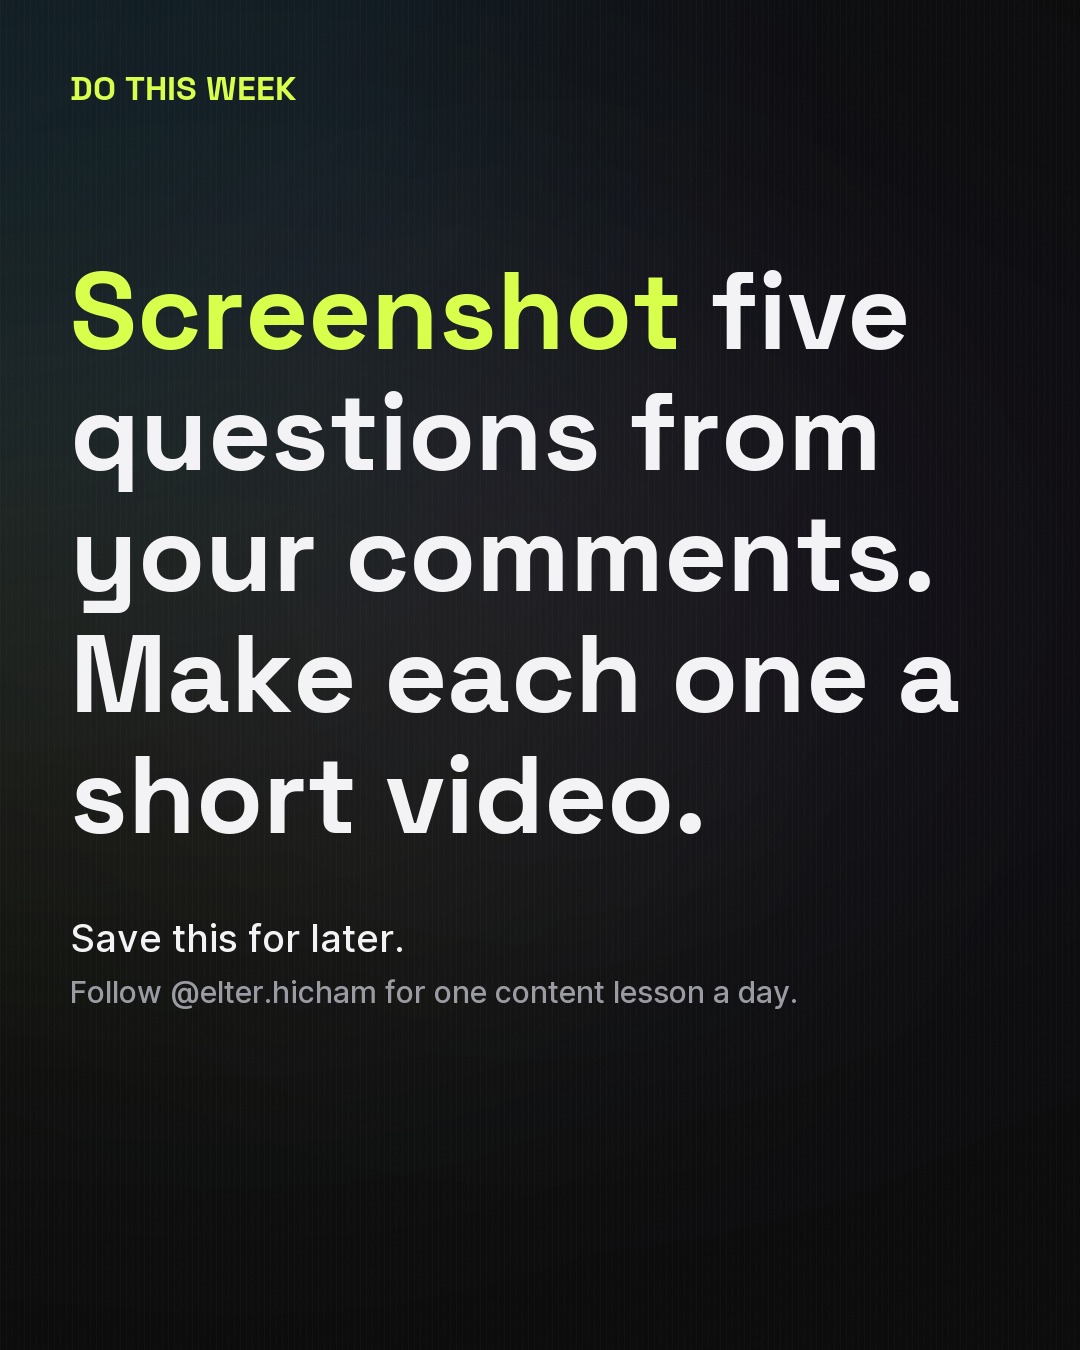 DO THIS WEEK
Screenshot five
questions from
your comments.
Make each one a
short video.
Save this for later.
Follow @elter.hicham for one content lesson a day.